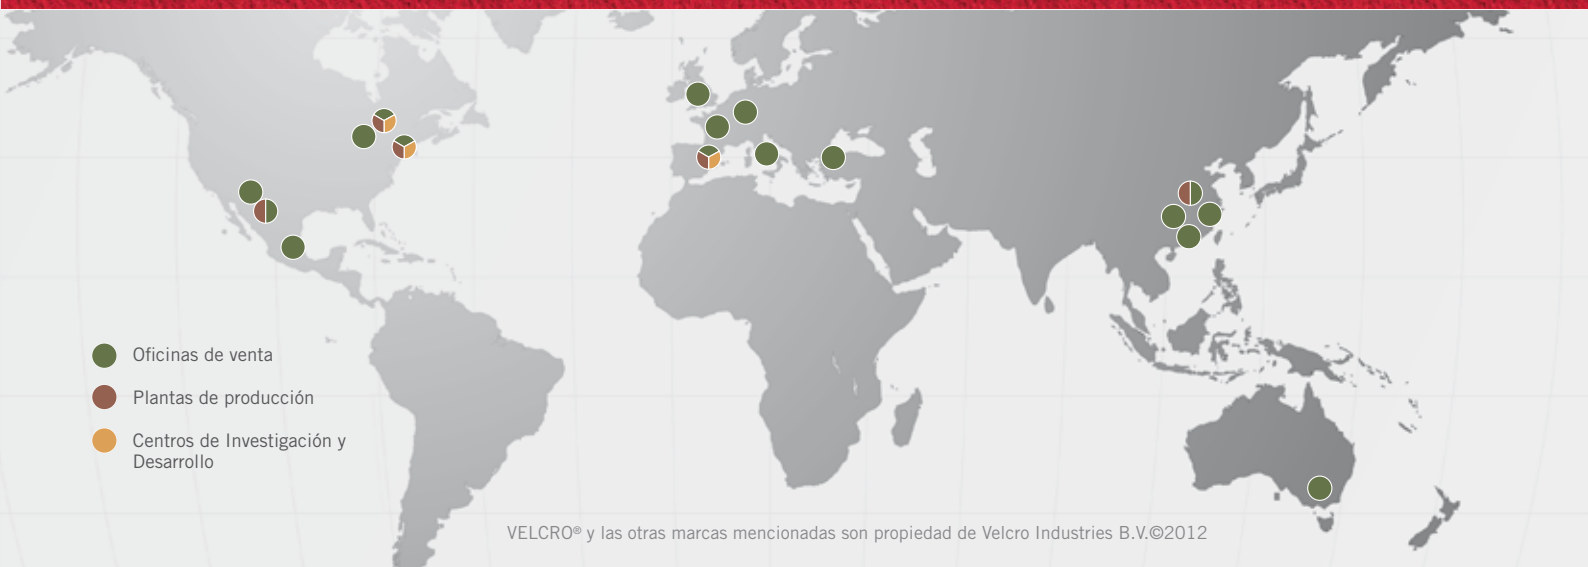 Oficinas de venta
Plantas de producción
Centros de Investigación y
Desarrollo
VELCRO® y las otras marcas mencionadas son propiedad de Velcro Industries B.V.©2012